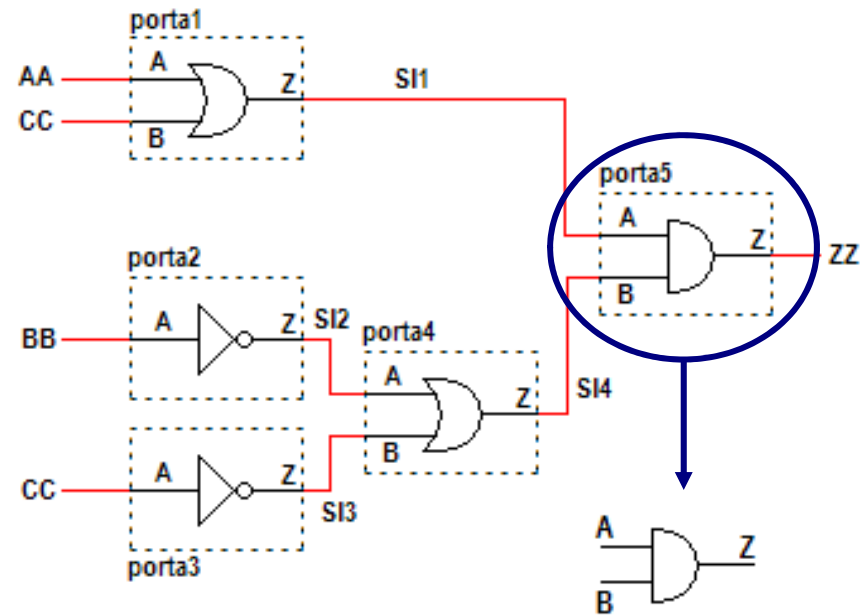 porta1
AA
A
Z
SI1
CC
B
porta5
A
Z
ZZ
B
porta2
BB
A
Z
SI2
porta4
A
Z
SI4
B
CC
A
Z
SI3
porta3
A
Z
B